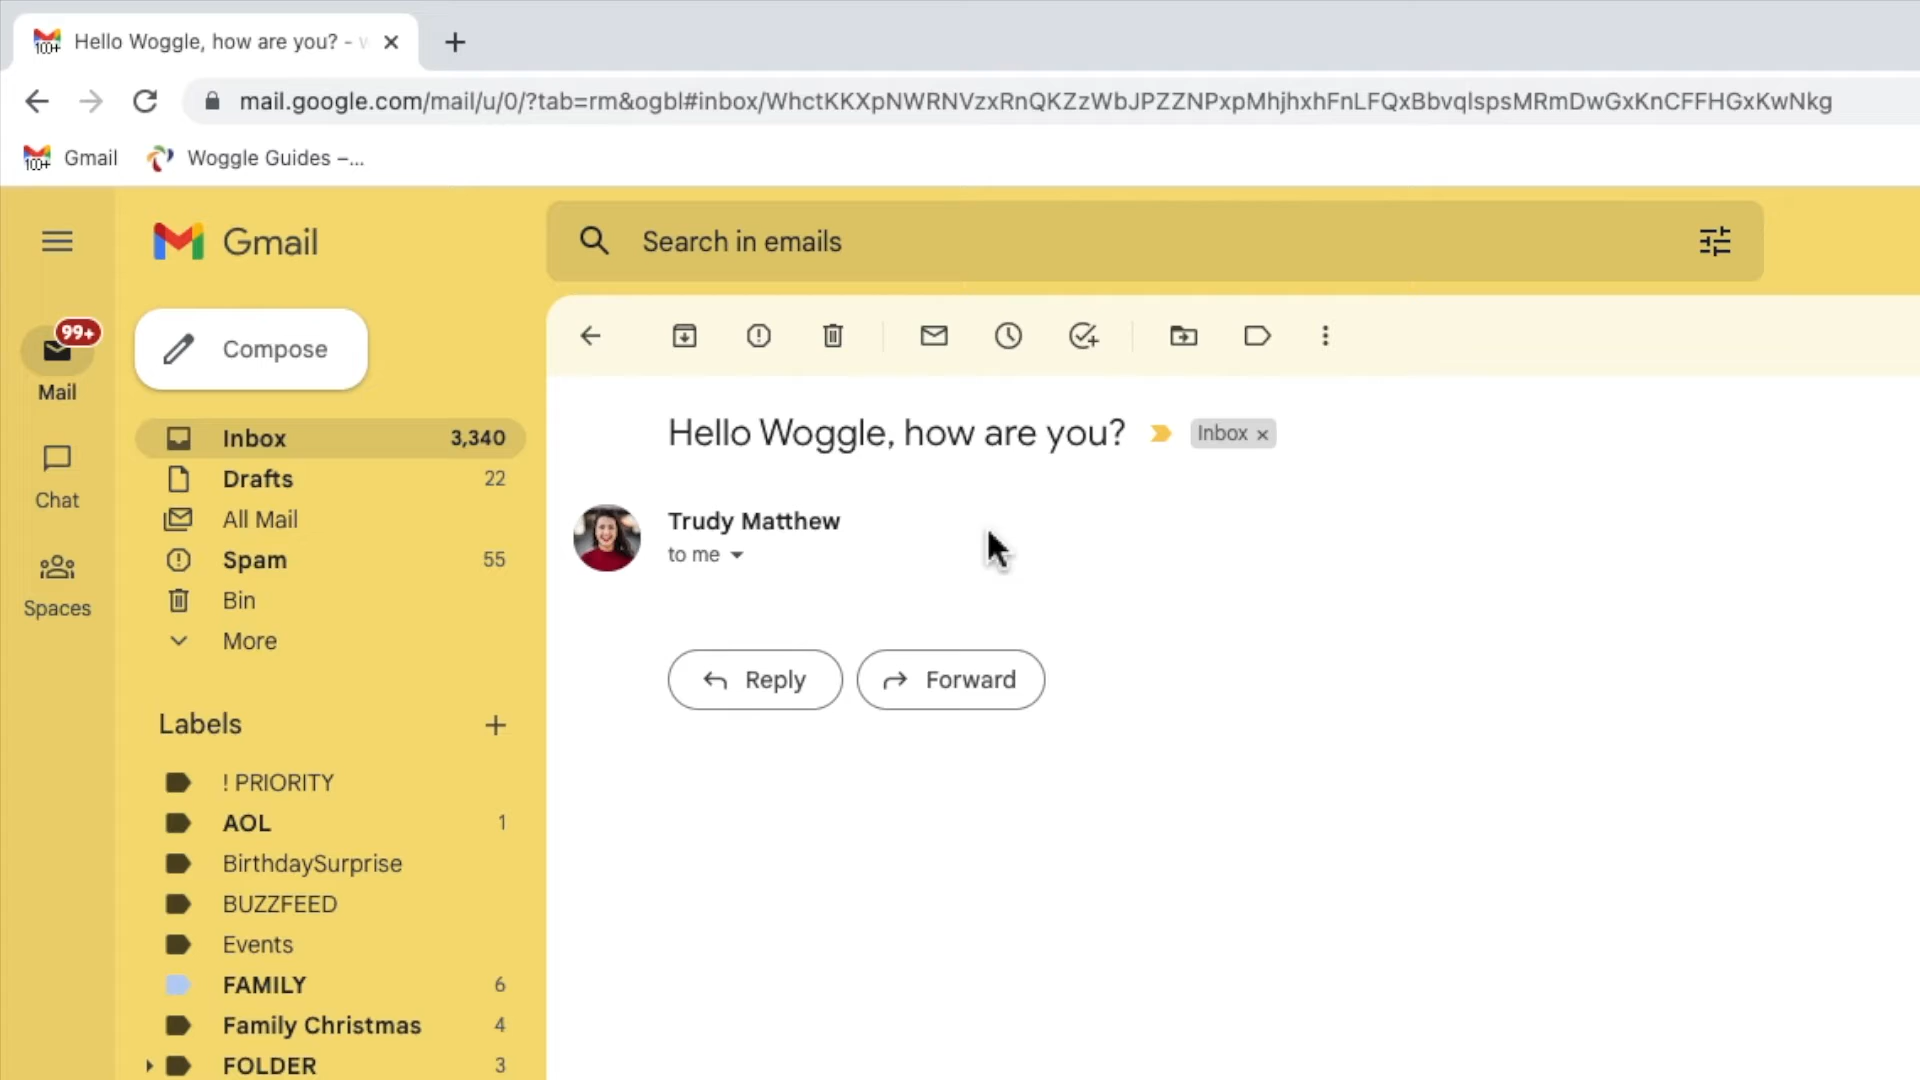 Hello Woggle, how are you? -
mail.google.com/mail/u/0/?tab=rm&ogbl#inbox/WhctKKXpNWRNVzxRnQKZzWbJPZZNPxpMhjhxhFnLFQxBbvqlspsMRmDwGxKnCFFHGxKwNkg
100+ Gmail Woggle Guides –...
Gmail
Search in emails
99+
Mail
Chat
Spaces
Compose
Inbox 3,340
Drafts 22
All Mail
Spam 55
Bin
More
Labels +
! PRIORITY
AOL 1
BirthdaySurprise
BUZZFEED
Events
FAMILY 6
Family Christmas 4
FOLDER 3
Hello Woggle, how are you? Inbox ×
Trudy Matthew
to me
Reply Forward